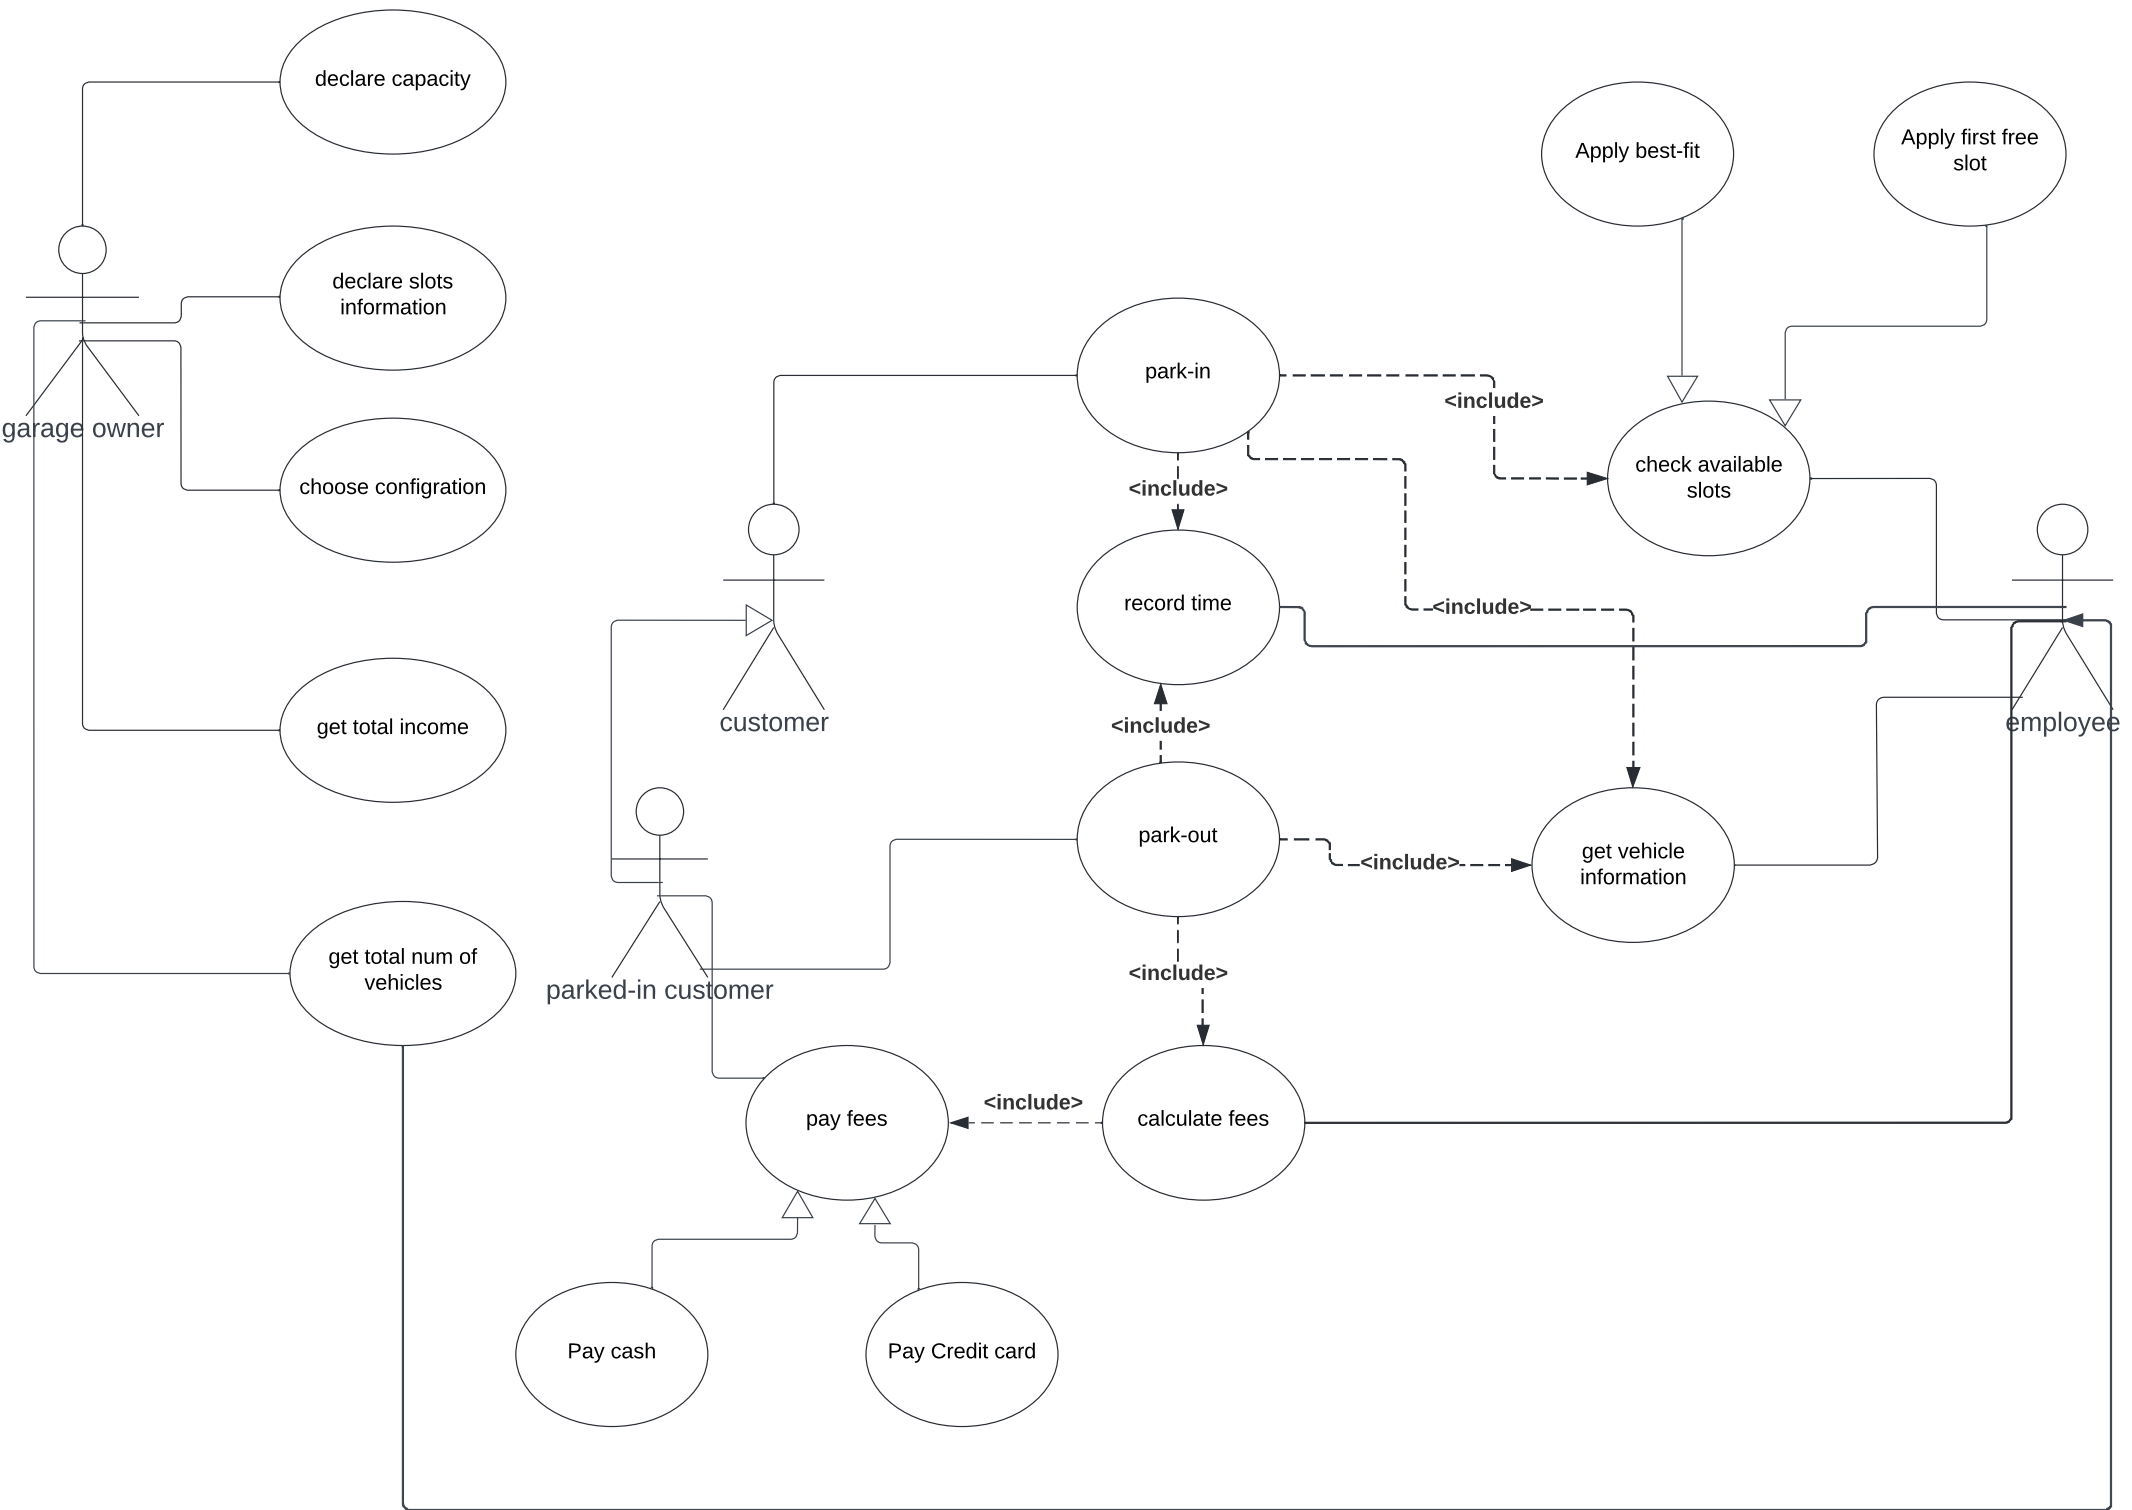 declare capacity
Apply best-fit
Apply first free
slot
declare slots
information
park-in
<include>
garage owner
check available
slots
choose configration
<include>
record time
<include>
customer
<include>
employee
get total income
park-out
<include>
get vehicle
information
get total num of
vehicles
parked-in customer
<include>
pay fees
<include>
calculate fees
Pay cash
Pay Credit card